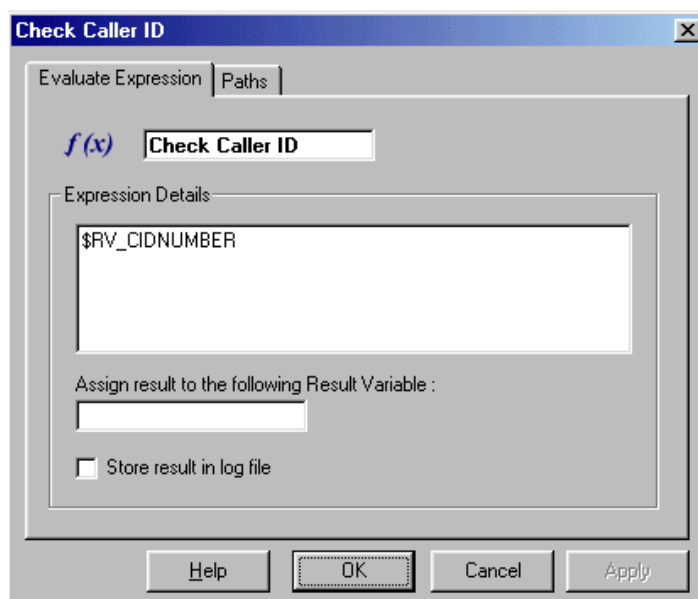 Check Caller ID
Evaluate Expression Paths
f(x) Check Caller ID
Expression Details
$RV_CIDNUMBER
Assign result to the following Result Variable :
Store result in log file
Help OK Cancel Apply